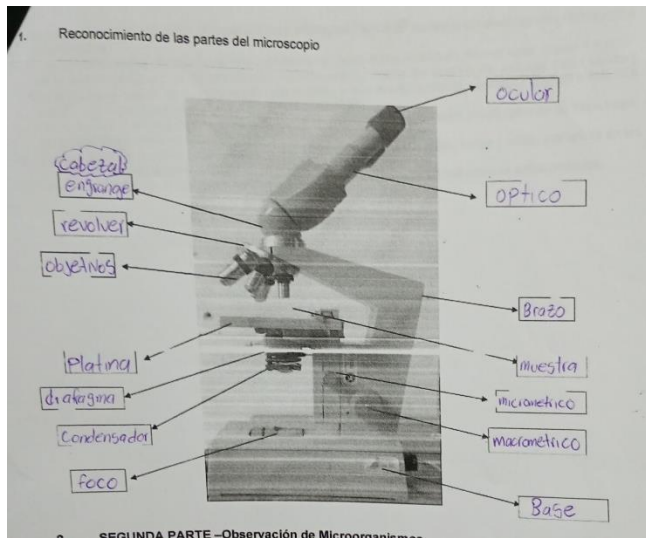 1. Reconocimiento de las partes del microscopio
ocular
Cabezal
engrange
optico
revolver
objetivos
Brazo
Platina
muestra
diafragma
micrometrico
Condensador
macrometrico
foco
Base
SEGUNDA PARTE –Observación de Microorganismos